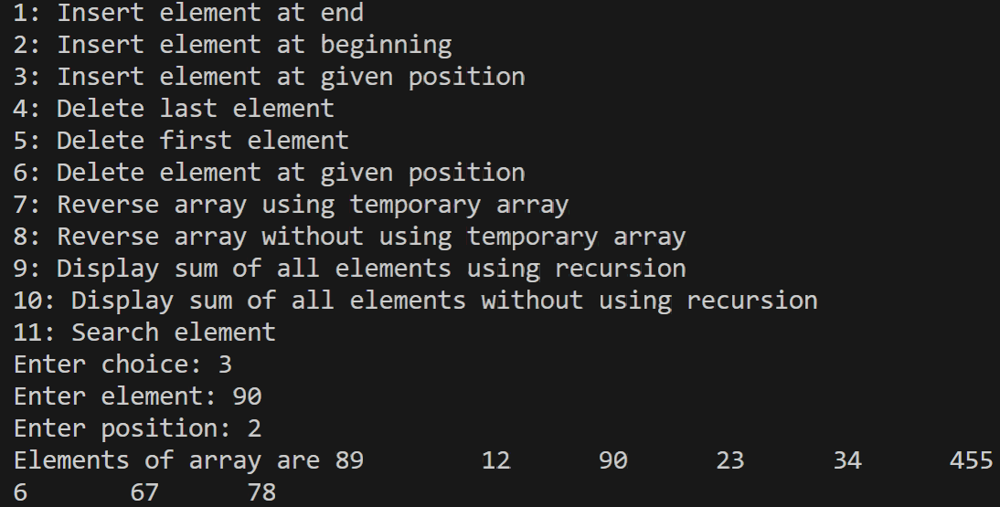 1: Insert element at end
2: Insert element at beginning
3: Insert element at given position
4: Delete last element
5: Delete first element
6: Delete element at given position
7: Reverse array using temporary array
8: Reverse array without using temporary array
9: Display sum of all elements using recursion
10: Display sum of all elements without using recursion
11: Search element
Enter choice: 3
Enter element: 90
Enter position: 2
Elements of array are 89        12      90      23      34      455
6       67      78